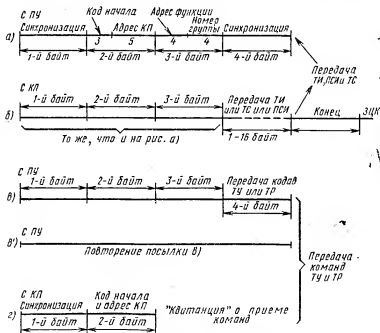 С ПУ
Синхронизация
Код начала
Адрес КП
Адрес функции
Номер
группы
Синхронизация
а)
3
5
4
4
1-й байт
2-й байт
3-й байт
4-й байт
Передача
ТИ, ПСИ и ТС
С КП
1-й байт
2-й байт
3-й байт
Передача ТИ
или ТС или ПСИ
Конец
ЗЦК
б)
То же, что и на рис. а)
1-16 байт
С ПУ
1-й байт
2-й байт
3-й байт
Передача кодов
ТУ или ТР
в)
4-й байт
в') С ПУ
Повторение посылки в)
Передача
команд
ТУ и ТР
С КП
Синхронизация
Код начала
и адрес КП
"Квитанция" о приеме
команд
г)
1-й байт
2-й байт